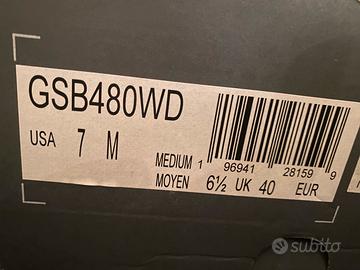 GSB480WD
USA 7 M
MEDIUM 1 96941 28159 9
MOYEN 6½ UK 40 EUR
subito